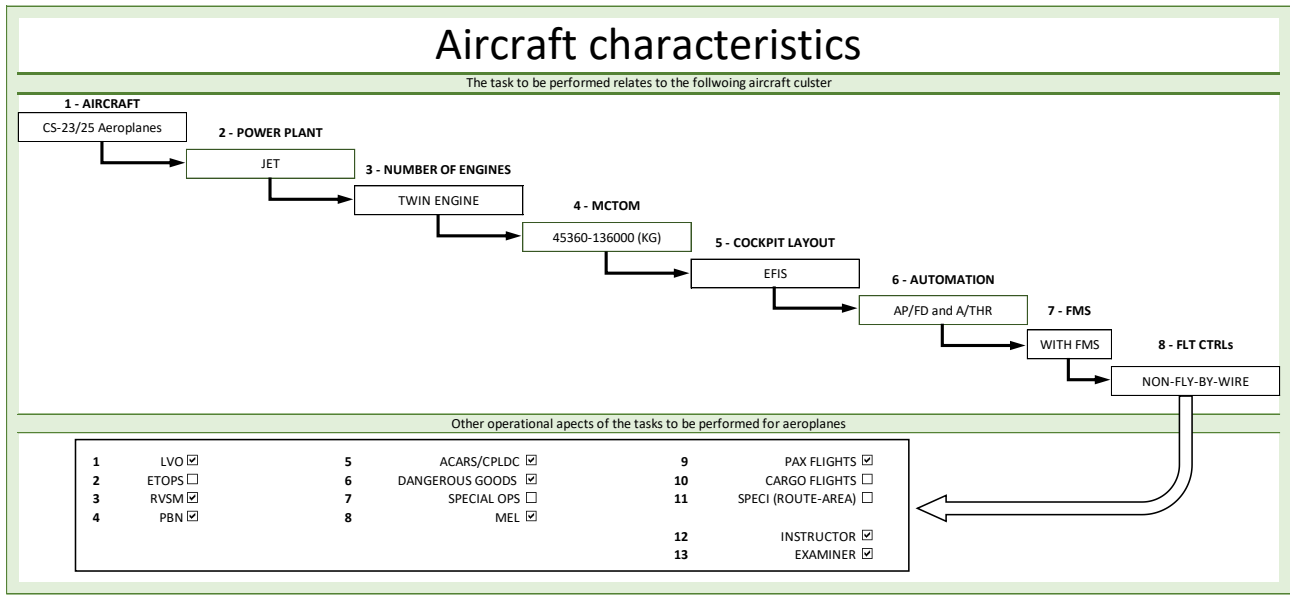 Aircraft characteristics
The task to be performed relates to the follwoing aircraft culster
1 - AIRCRAFT
CS-23/25 Aeroplanes
2 - POWER PLANT
JET
3 - NUMBER OF ENGINES
TWIN ENGINE
4 - MCTOM
45360-136000 (KG)
5 - COCKPIT LAYOUT
EFIS
6 - AUTOMATION
AP/FD and A/THR
7 - FMS
WITH FMS
8 - FLT CTRLs
NON-FLY-BY-WIRE
Other operational apects of the tasks to be performed for aeroplanes
1 LVO ☑
2 ETOPS ☐
3 RVSM ☑
4 PBN ☑
5 ACARS/CPLDC ☑
6 DANGEROUS GOODS ☑
7 SPECIAL OPS ☐
8 MEL ☑
9 PAX FLIGHTS ☑
10 CARGO FLIGHTS ☐
11 SPECI (ROUTE-AREA) ☐
12 INSTRUCTOR ☑
13 EXAMINER ☑